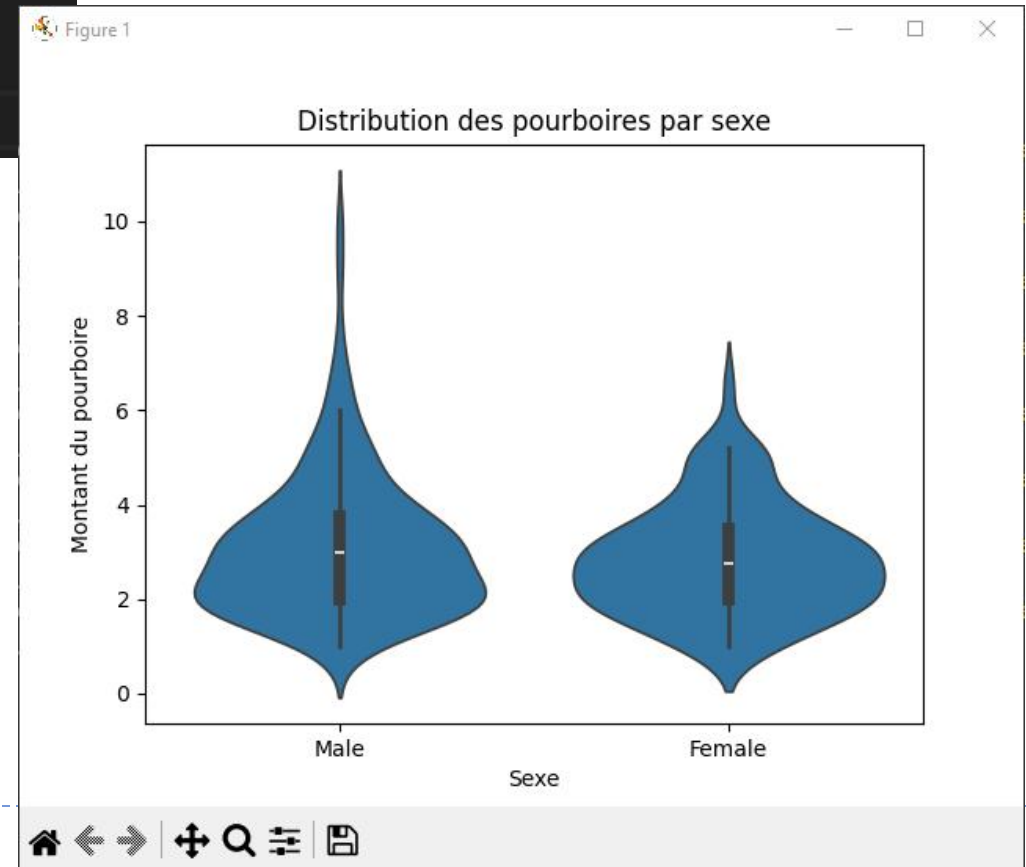 Figure 1
Distribution des pourboires par sexe
Montant du pourboire
10
8
6
4
2
0
Male
Female
Sexe